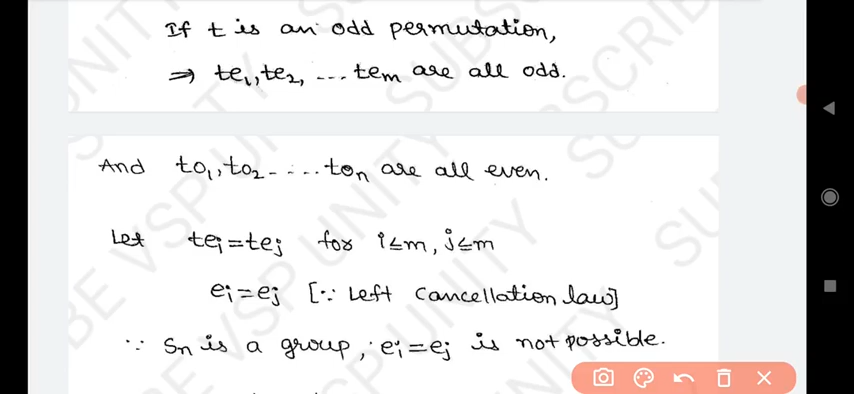 If t is an odd permutation,
⇒ te₁, te₂, ... teₘ are all odd.
And to₁, to₂ - - ... toₙ are all even.
Let teᵢ = teⱼ for i ≤ m, j ≤ m
eᵢ = eⱼ [∵ Left cancellation law]
∵ Sₙ is a group, eᵢ = eⱼ is not possible.